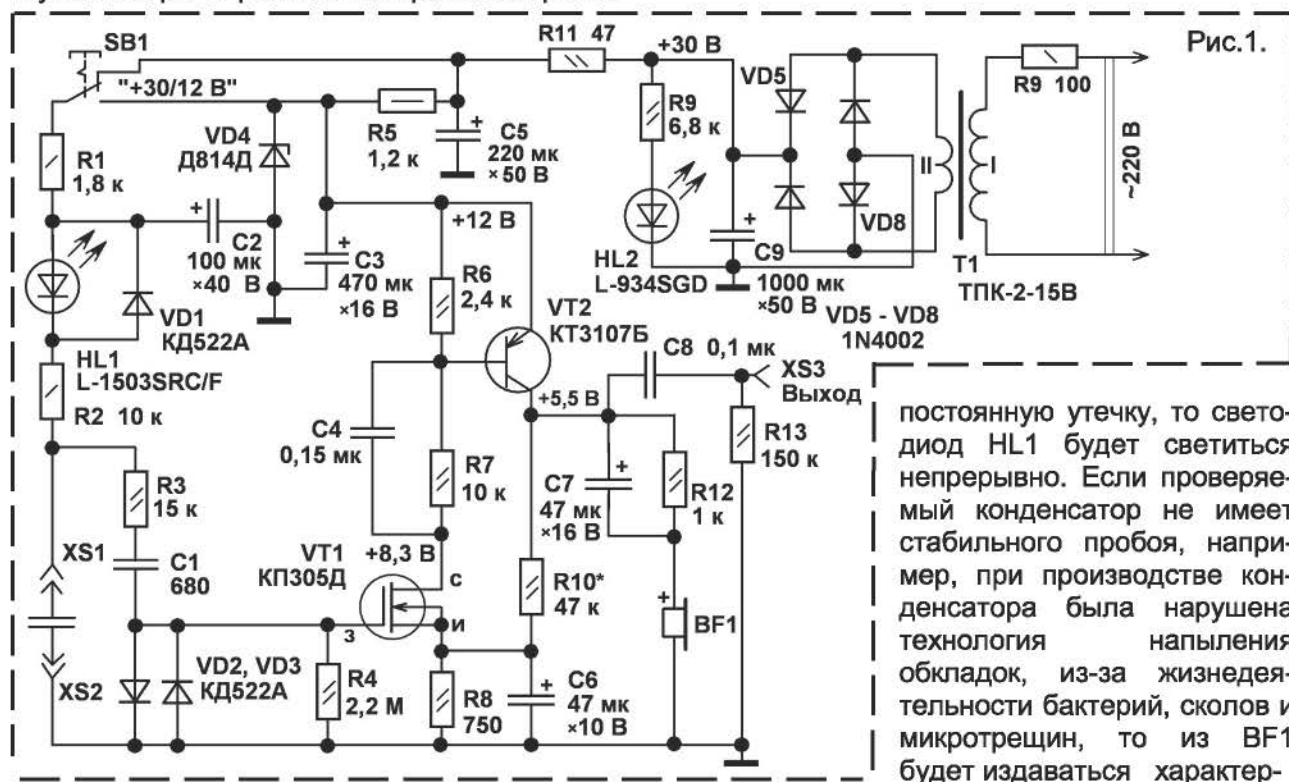 Рис.1.
SB1
"+30/12 В"
R11 47
+30 В
R9 100
VD5
VD4
Д814Д
R5
1,2 к
C5
220 мк
×50 В
R9
6,8 к
R1
1,8 к
II
I
~220 В
C2
100 мк
×40 В
+12 В
C3
470 мк
×16 В
R6
2,4 к
VT2
КТ3107Б
HL2
L-934SGD
C9
1000 мк
×50 В
VD8
T1
ТПК-2-15В
VD5 - VD8
1N4002
VD1
КД522А
HL1
L-1503SRC/F
R2 10 к
C8 0,1 мк
XS3
Выход
+5,5 В
R13
150 к
C4
0,15 мк
R7
10 к
C7
47 мк
×16 В
R12
1 к
R3
15 к
XS1
C1
680
VT1
КП305Д
+8,3 В
с
и
з
R10*
47 к
BF1
XS2
VD2, VD3
КД522А
R4
2,2 М
R8
750
C6
47 мк
×10 В
постоянную утечку, то свето-
диод HL1 будет светиться
непрерывно. Если проверяе-
мый конденсатор не имеет
стабильного пробоя, напри-
мер, при производстве кон-
денсатора была нарушена
технология напыления
обкладок, из-за жизнедея-
тельности бактерий, сколов и
микротрещин, то из BF1
будет издаваться характер-